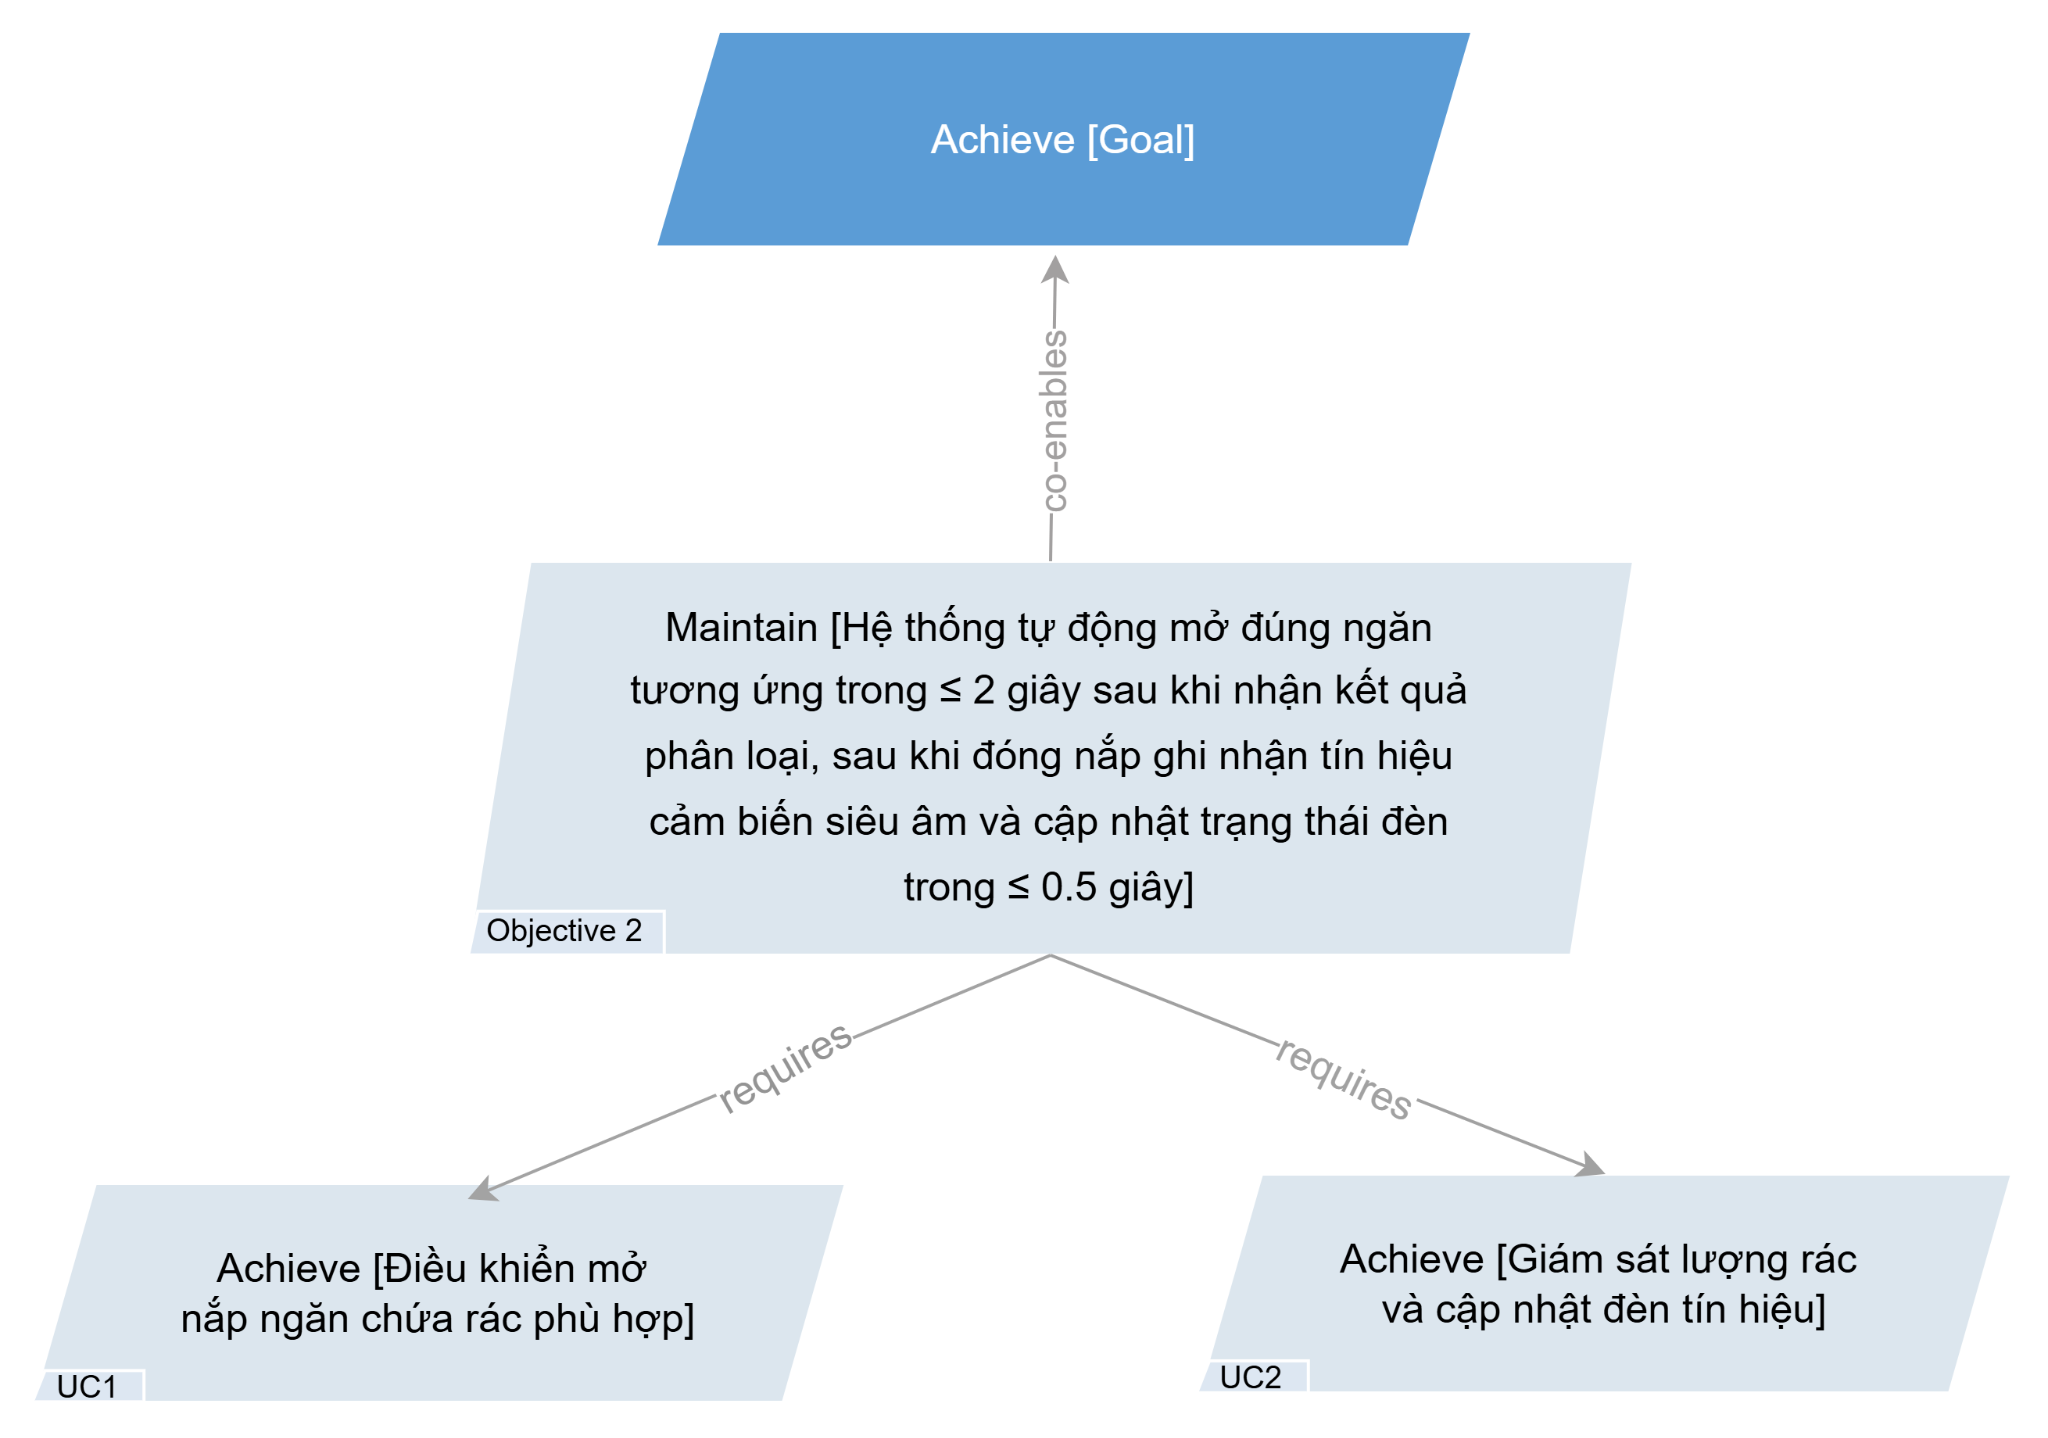 Achieve [Goal]
co-enables
Maintain [Hệ thống tự động mở đúng ngăn
tương ứng trong ≤ 2 giây sau khi nhận kết quả
phân loại, sau khi đóng nắp ghi nhận tín hiệu
cảm biến siêu âm và cập nhật trạng thái đèn
trong ≤ 0.5 giây]
Objective 2
requires
requires
Achieve [Điều khiển mở
nắp ngăn chứa rác phù hợp]
UC1
Achieve [Giám sát lượng rác
và cập nhật đèn tín hiệu]
UC2